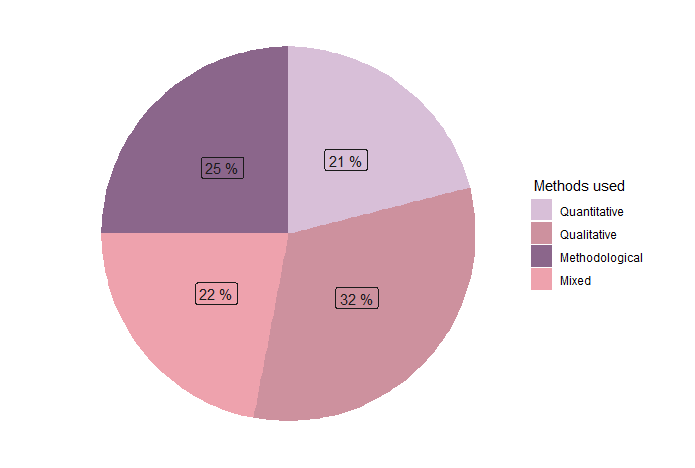 21 %
25 %
22 %
32 %
Methods used
Quantitative
Qualitative
Methodological
Mixed